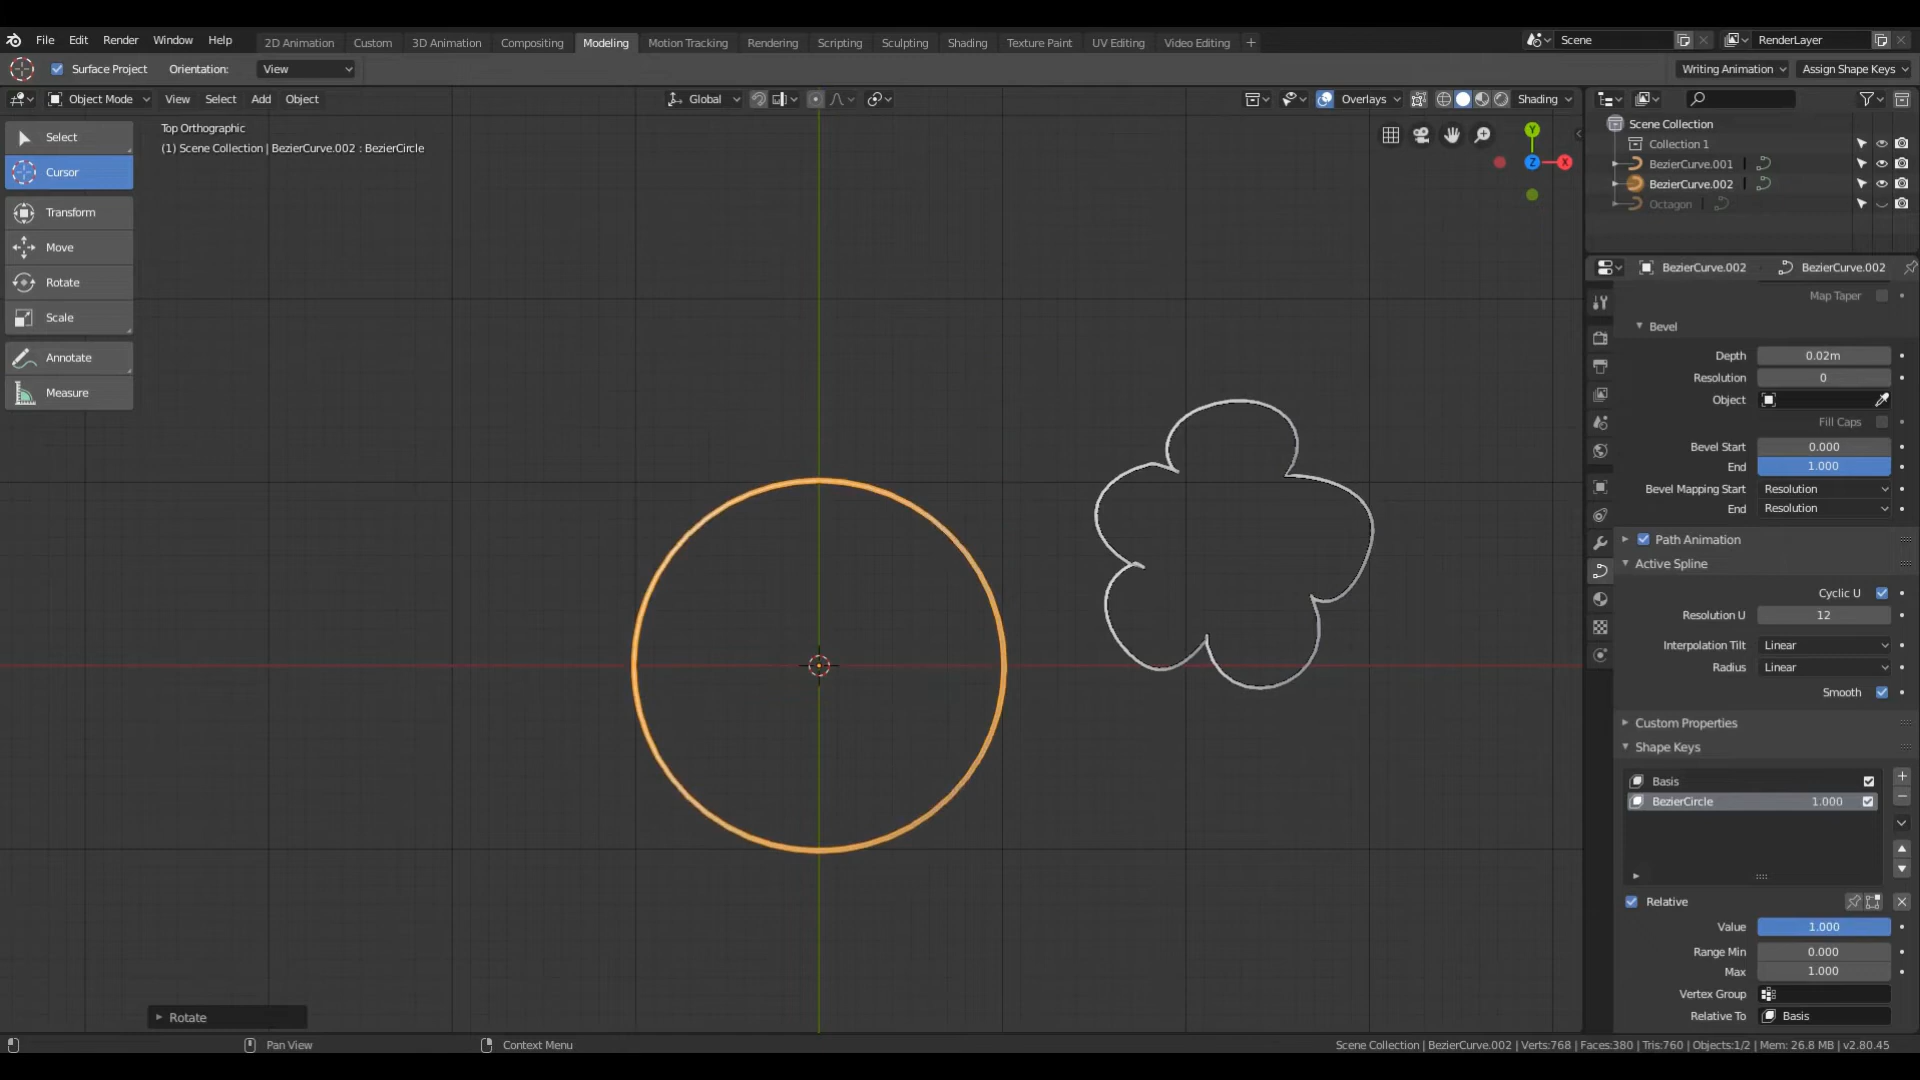 File Edit Render Window Help 2D Animation Custom 3D Animation Compositing Modeling Motion Tracking Rendering Scripting Sculpting Shading Texture Paint UV Editing Video Editing + Scene RenderLayer
Surface Project Orientation: View Writing Animation Assign Shape Keys
Object Mode View Select Add Object Global Overlays Shading
Select
Cursor
Transform
Move
Rotate
Scale
Annotate
Measure
Top Orthographic
(1) Scene Collection | BezierCurve.002 : BezierCircle
Y
Z
X
Rotate
Scene Collection
Collection 1
BezierCurve.001
BezierCurve.002
Octagon
BezierCurve.002 BezierCurve.002
Map Taper
Bevel
Depth 0.02m
Resolution 0
Object
Fill Caps
Bevel Start 0.000
End 1.000
Bevel Mapping Start Resolution
End Resolution
Path Animation
Active Spline
Cyclic U
Resolution U 12
Interpolation Tilt Linear
Radius Linear
Smooth
Custom Properties
Shape Keys
Basis
BezierCircle 1.000
Relative
Value 1.000
Range Min 0.000
Max 1.000
Vertex Group
Relative To Basis
Pan View Context Menu Scene Collection | BezierCurve.002 | Verts:768 | Faces:380 | Tris:760 | Objects:1/2 | Mem: 26.8 MB | v2.80.45